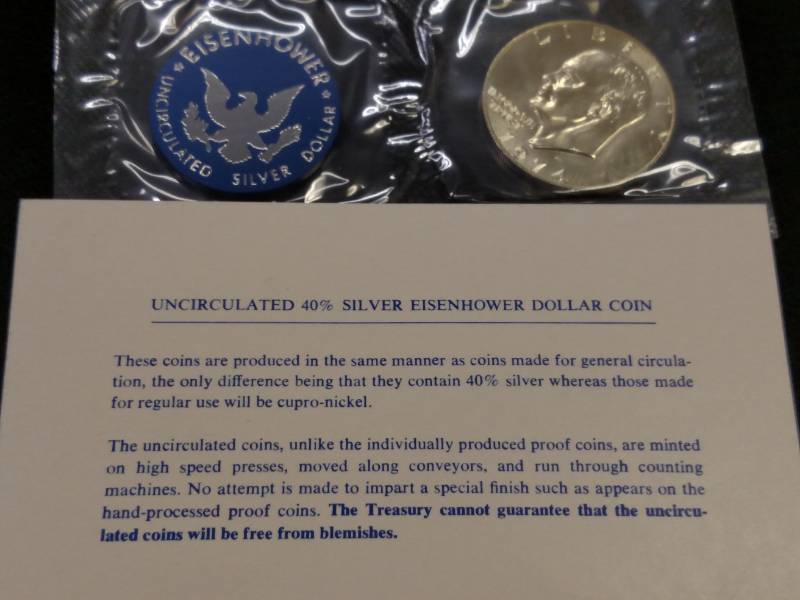 EISENHOWER
UNCIRCULATED SILVER DOLLAR
LIBERTY
UNCIRCULATED 40% SILVER EISENHOWER DOLLAR COIN
These coins are produced in the same manner as coins made for general circula-
tion, the only difference being that they contain 40% silver whereas those made
for regular use will be cupro-nickel.
The uncirculated coins, unlike the individually produced proof coins, are minted
on high speed presses, moved along conveyors, and run through counting
machines. No attempt is made to impart a special finish such as appears on the
hand-processed proof coins. The Treasury cannot guarantee that the uncircu-
lated coins will be free from blemishes.